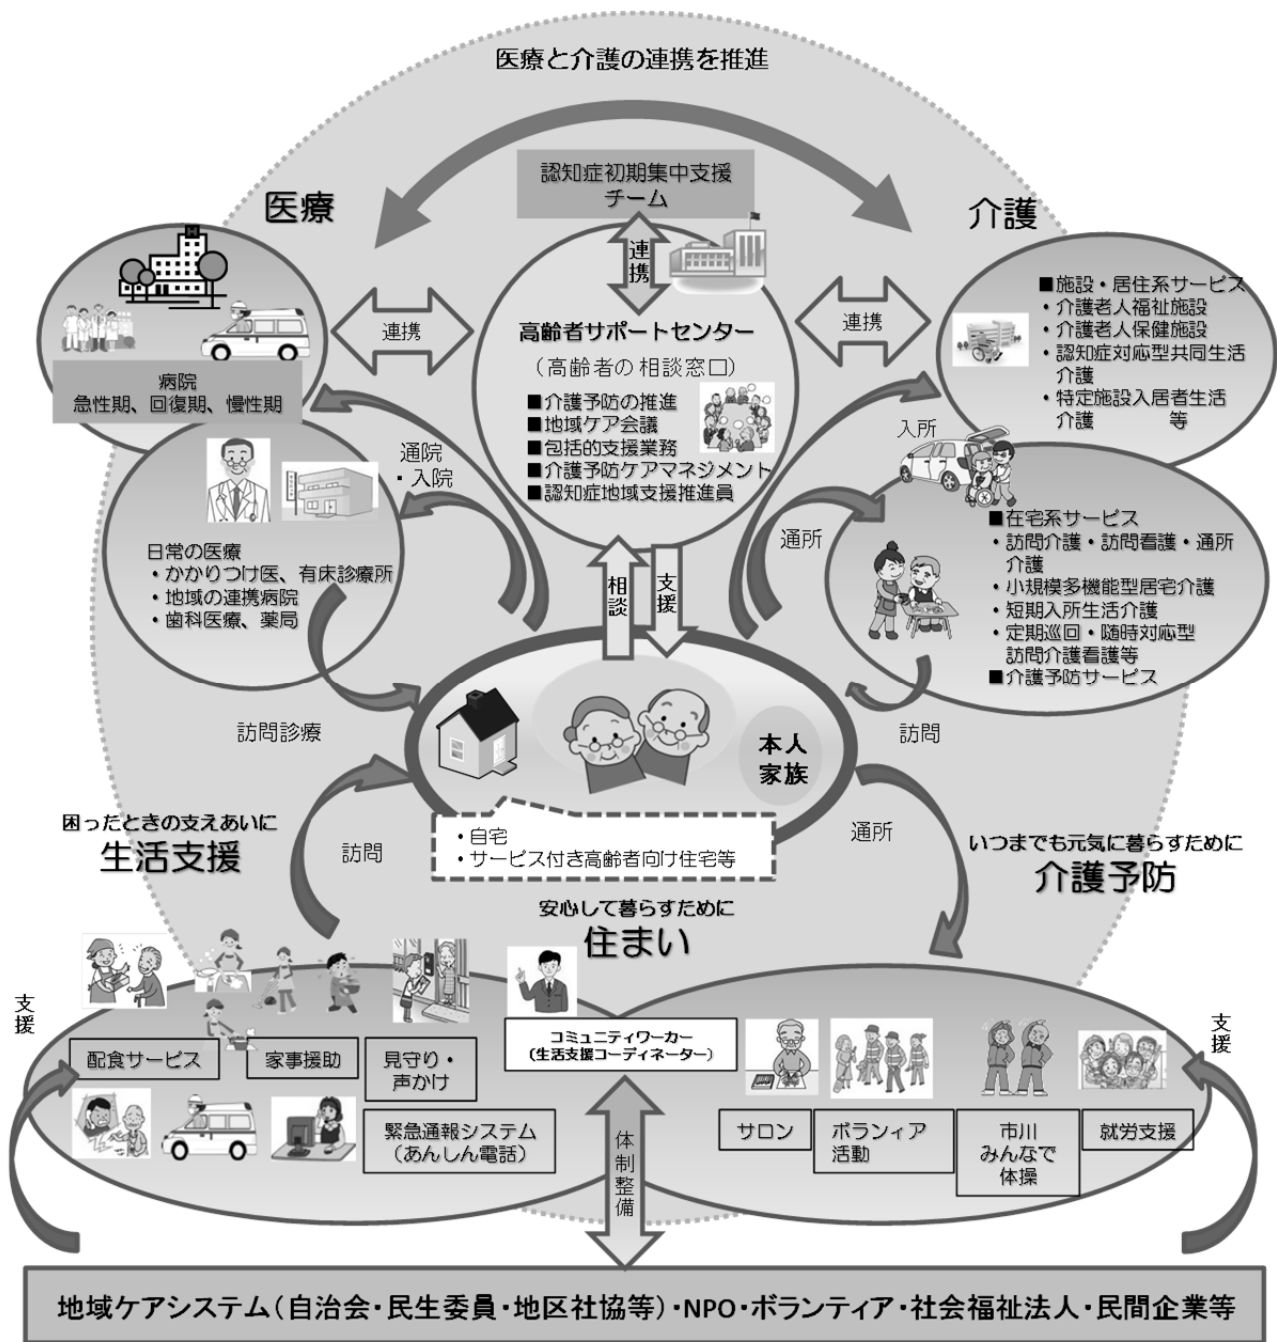 医療と介護の連携を推進
認知症初期集中支援
チーム
医療
介護
連携
連携
連携
高齢者サポートセンター
(高齢者の相談窓口)
■介護予防の推進
■地域ケア会議
■包括的支援業務
■介護予防ケアマネジメント
■認知症地域支援推進員
病院
急性期、回復期、慢性期
■施設・居住系サービス
・介護老人福祉施設
・介護老人保健施設
・認知症対応型共同生活
介護
・特定施設入居者生活
介護 等
通院
・入院
入所
日常の医療
・かかりつけ医、有床診療所
・地域の連携病院
・歯科医療、薬局
通所
■在宅系サービス
・訪問介護・訪問看護・通所
介護
・小規模多機能型居宅介護
・短期入所生活介護
・定期巡回・随時対応型
訪問介護看護等
■介護予防サービス
相談
支援
訪問診療
訪問
本人
家族
・自宅
・サービス付き高齢者向け住宅等
困ったときの支えあいに
生活支援
訪問
通所
いつまでも元気に暮らすために
介護予防
安心して暮らすために
住まい
支援
支援
コミュニティワーカー
(生活支援コーディネーター)
配食サービス
家事援助
見守り・
声かけ
緊急通報システム
(あんしん電話)
体制整備
サロン
ボランィア
活動
市川
みんなで
体操
就労支援
地域ケアシステム(自治会・民生委員・地区社協等)・NPO・ボランティア・社会福祉法人・民間企業等